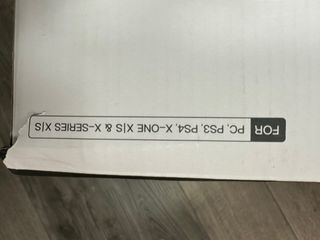 FOR PC, PS3, PS4, X-ONE X|S & X-SERIES X|S